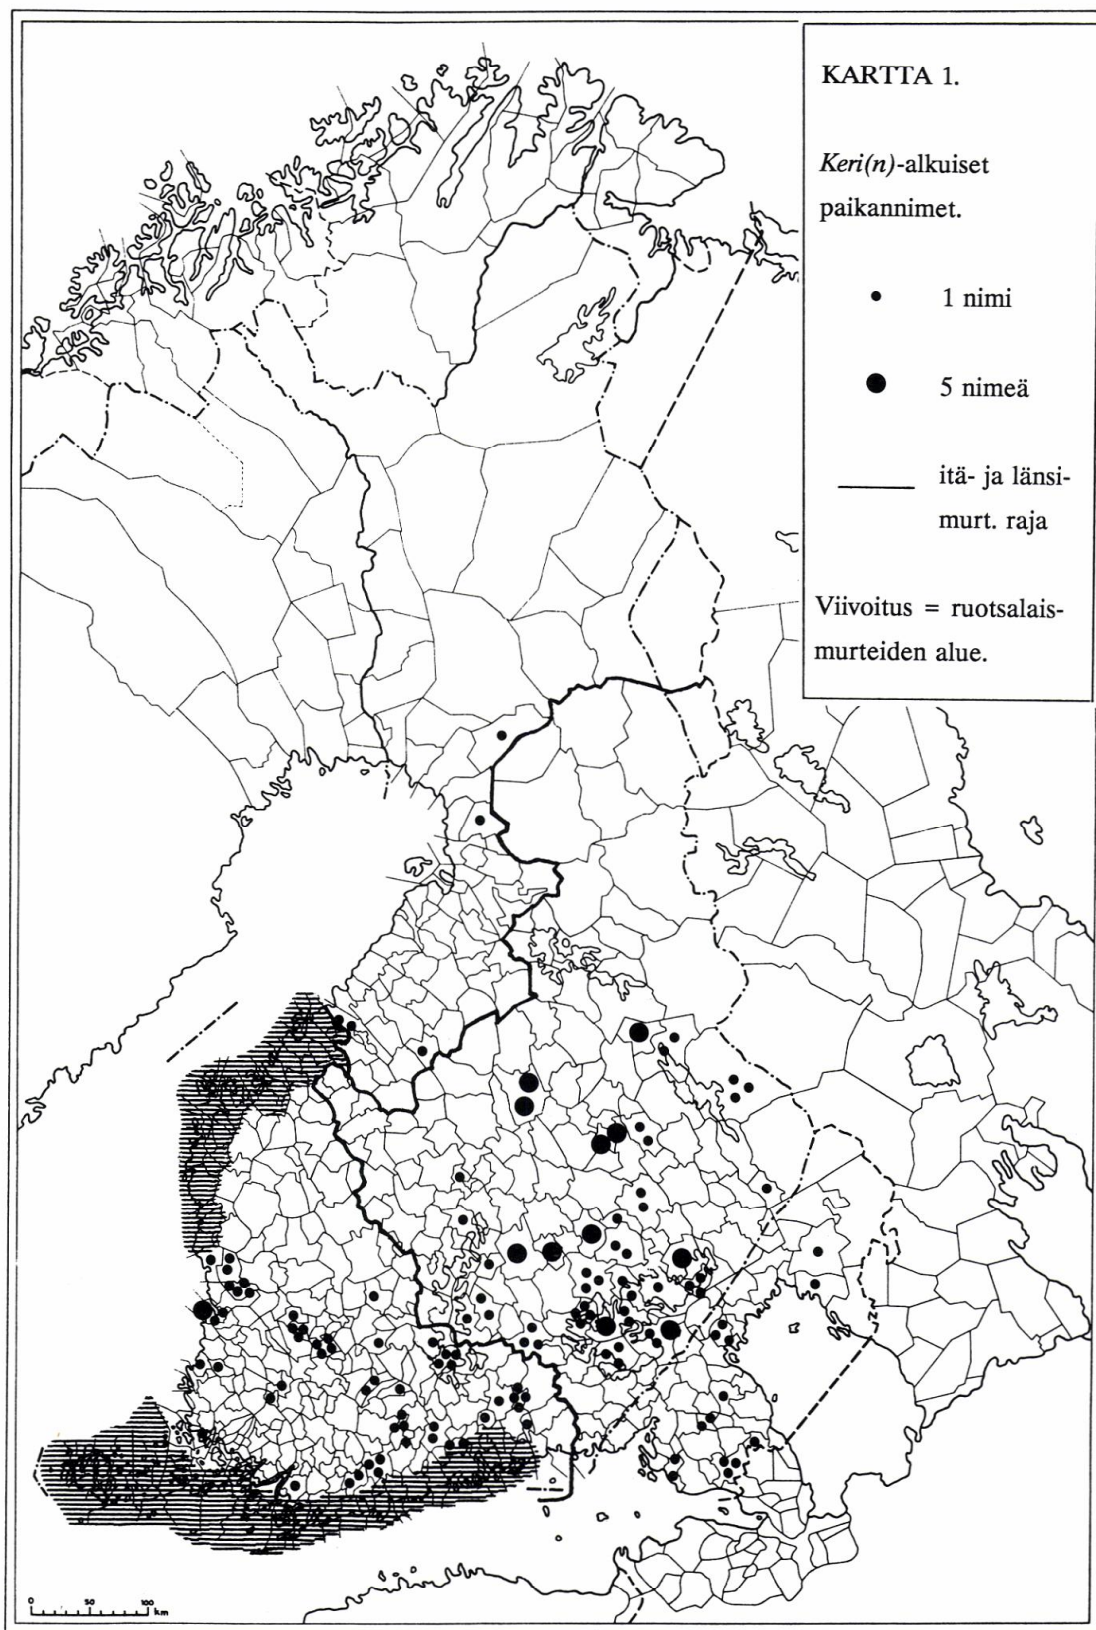 KARTTA 1.
Keri(n)-alkuiset
paikannimet.
1 nimi
5 nimeä
itä- ja länsi-
murt. raja
Viivoitus = ruotsalais-
murteiden alue.
0 50 100
km